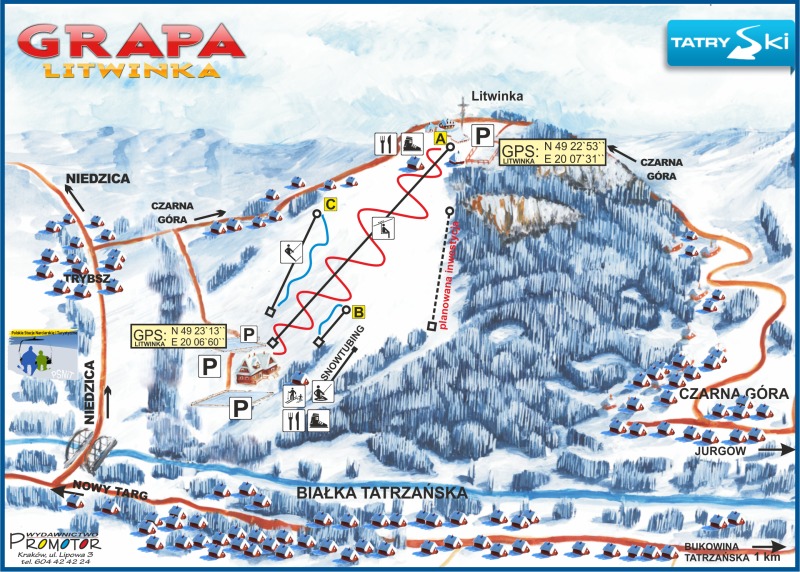 GRAPA
LITWINKA
TATRY Ski
Litwinka
A
P
GPS: N 49 22`53``
LITWINKA E 20 07`31``
CZARNA
GÓRA
NIEDZICA
CZARNA
GÓRA
C
TRYBSZ
planowana inwestycja
B
GPS: N 49 23`13``
LITWINKA E 20 06`60``
P
P
P
SNOWTUBING
NIEDZICA
CZARNA GÓRA
JURGÓW
NOWY TARG
BIAŁKA TATRZAŃSKA
WYDAWNICTWO
PROMOTOR
Kraków, ul. Lipowa 3
tel. 604 42 42 24
BUKOWINA
TATRZAŃSKA 1 km